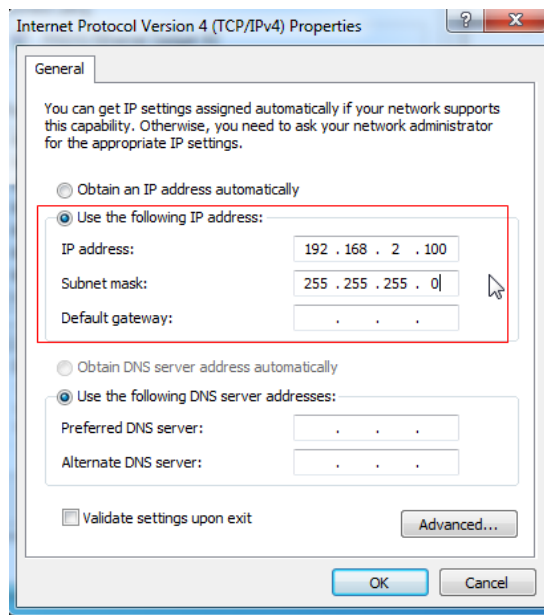 Internet Protocol Version 4 (TCP/IPv4) Properties
General
You can get IP settings assigned automatically if your network supports
this capability. Otherwise, you need to ask your network administrator
for the appropriate IP settings.
Obtain an IP address automatically
Use the following IP address:
IP address: 192 . 168 . 2 . 100
Subnet mask: 255 . 255 . 255 . 0
Default gateway: . . .
Obtain DNS server address automatically
Use the following DNS server addresses:
Preferred DNS server: . . .
Alternate DNS server: . . .
Validate settings upon exit
Advanced...
OK Cancel